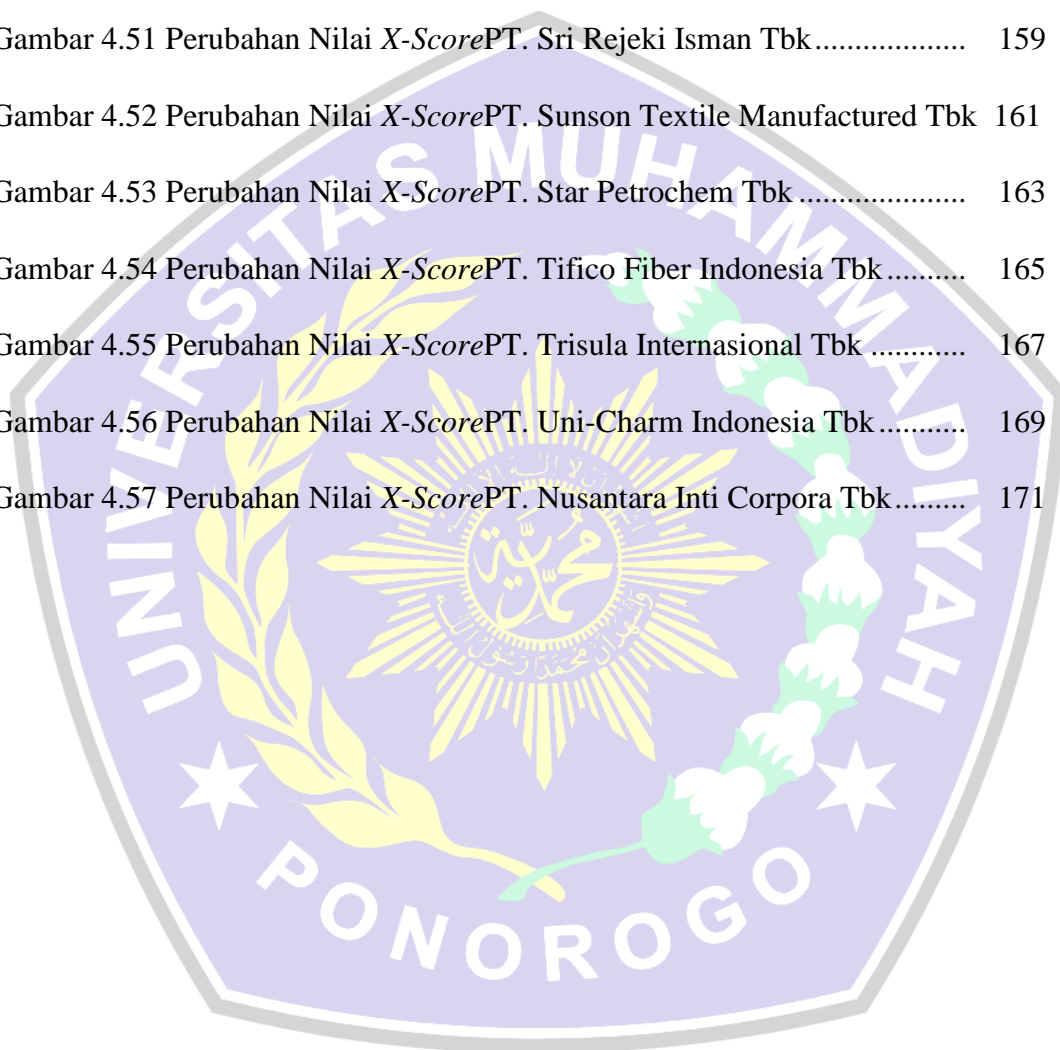 Gambar 4.51 Perubahan Nilai X-ScorePT. Sri Rejeki Isman Tbk................... 159
Gambar 4.52 Perubahan Nilai X-ScorePT. Sunson Textile Manufactured Tbk 161
Gambar 4.53 Perubahan Nilai X-ScorePT. Star Petrochem Tbk ..................... 163
Gambar 4.54 Perubahan Nilai X-ScorePT. Tifico Fiber Indonesia Tbk.......... 165
Gambar 4.55 Perubahan Nilai X-ScorePT. Trisula Internasional Tbk ............ 167
Gambar 4.56 Perubahan Nilai X-ScorePT. Uni-Charm Indonesia Tbk........... 169
Gambar 4.57 Perubahan Nilai X-ScorePT. Nusantara Inti Corpora Tbk......... 171
UNIVERSITAS MUHAMMADIYAH
PONOROGO
محمدية